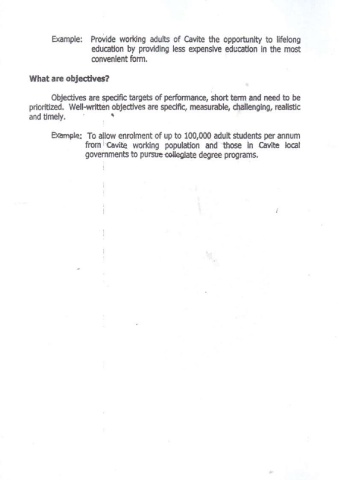 Example: Provide working adults of Cavite the opportunity to lifelong
education by providing less expensive education in the most
convenient form.
What are objectives?
Objectives are specific targets of performance, short term and need to be
prioritized. Well-written objectives are specific, measurable, challenging, realistic
and timely.
Example: To allow enrolment of up to 100,000 adult students per annum
from Cavite working population and those in Cavite local
governments to pursue collegiate degree programs.